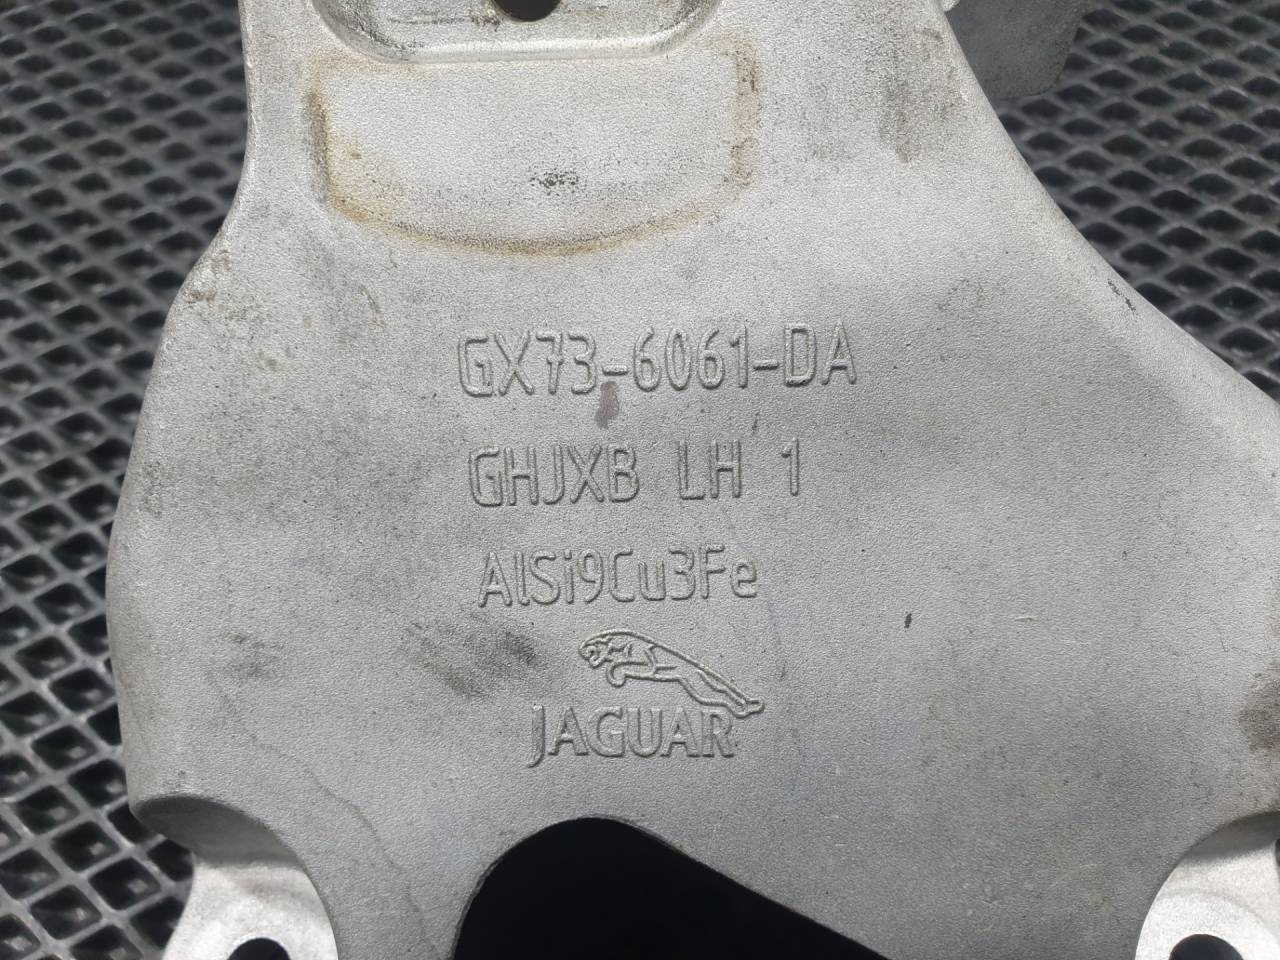 GX73-6061-DA
GHJXB LH 1
AlSi9Cu3Fe
JAGUAR